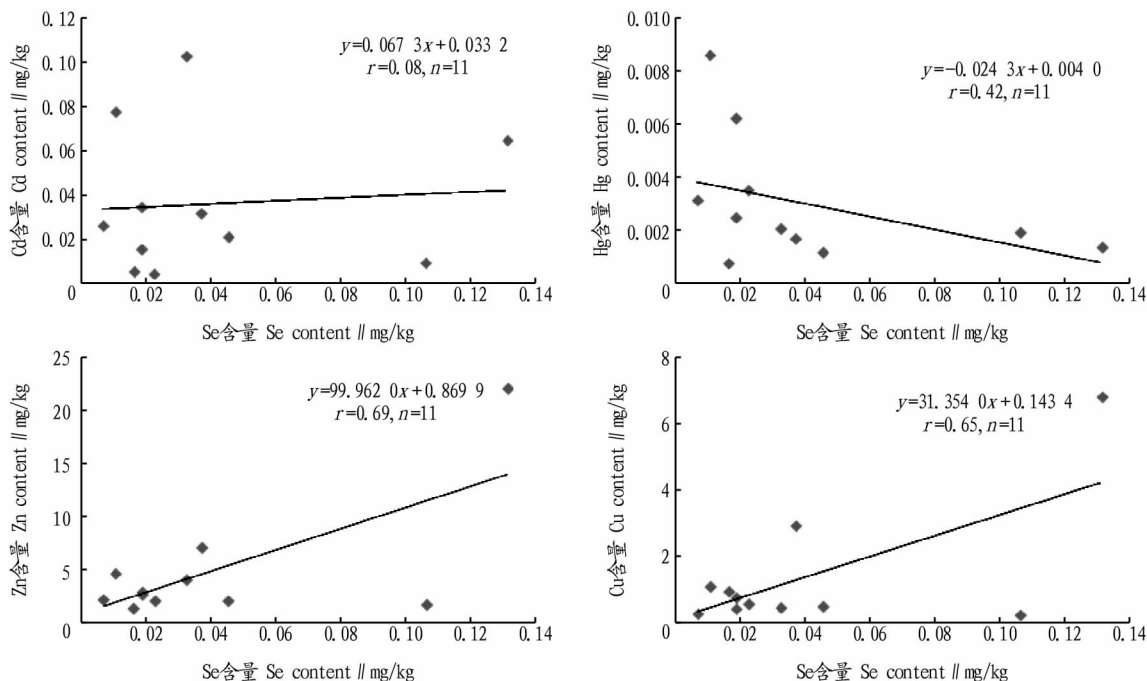 Cd含量 Cd content∥mg/kg
0.12
0.10
0.08
0.06
0.04
0.02
0
y=0.067 3x+0.033 2
r=0.08, n=11
0.02 0.04 0.06 0.08 0.10 0.12 0.14
Se含量 Se content∥mg/kg
Hg含量 Hg content∥mg/kg
0.010
0.008
0.006
0.004
0.002
0
y=-0.024 3x+0.004 0
r=0.42, n=11
0.02 0.04 0.06 0.08 0.10 0.12 0.14
Se含量 Se content∥mg/kg
Zn含量 Zn content∥mg/kg
25
20
15
10
5
0
y=99.962 0x+0.869 9
r=0.69, n=11
0.02 0.04 0.06 0.08 0.10 0.12 0.14
Se含量 Se content∥mg/kg
Cu含量 Cu content∥mg/kg
8
6
4
2
0
y=31.354 0x+0.143 4
r=0.65, n=11
0.02 0.04 0.06 0.08 0.10 0.12 0.14
Se含量 Se content∥mg/kg